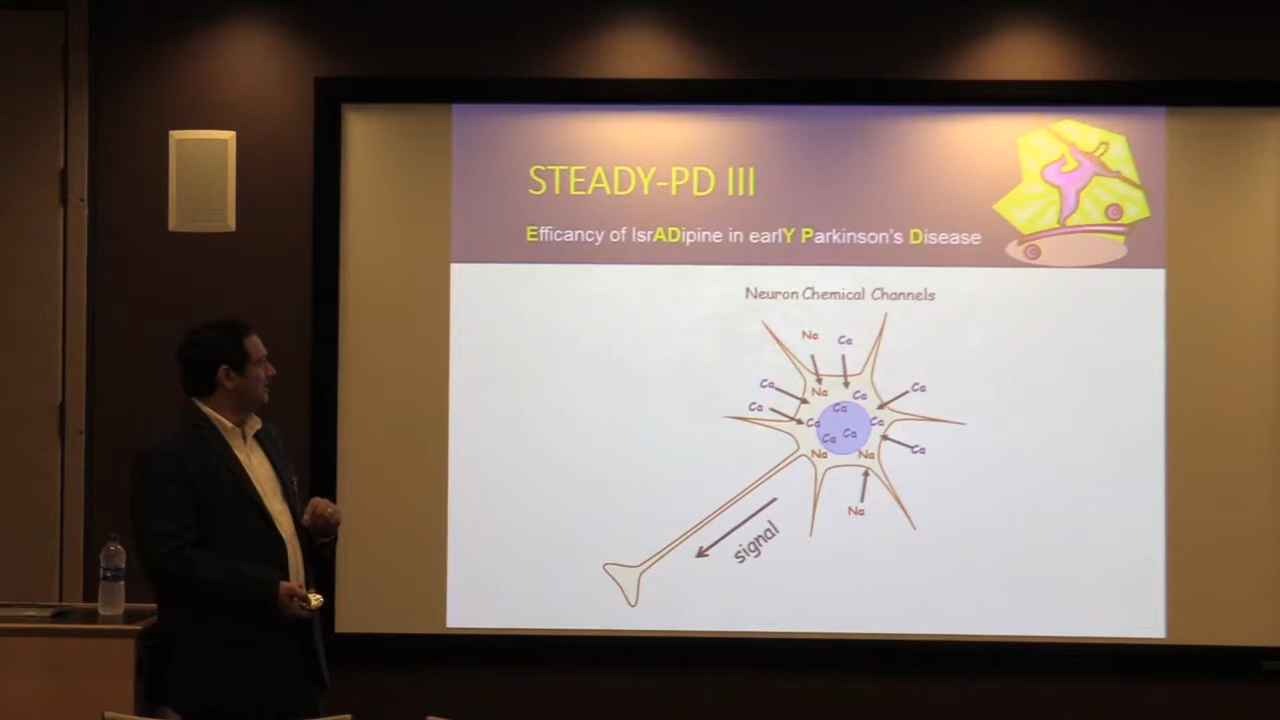 STEADY-PD III
Efficancy of IsrADipine in earlY Parkinson's Disease
Neuron Chemical Channels
Na Ca
Ca Na Ca Ca
Ca Ca
Ca Ca
Ca Ca
Na Na Ca
Na
signal